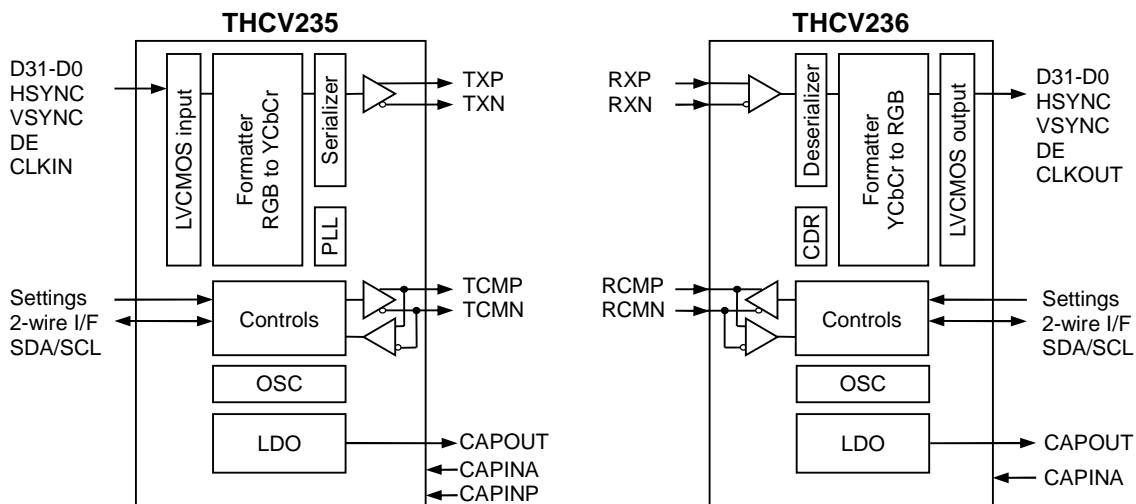 THCV235
D31-D0
HSYNC
VSYNC
DE
CLKIN
LVCMOS input
Formatter
RGB to YCbCr
Serializer
PLL
TXP
TXN
Settings
2-wire I/F
SDA/SCL
Controls
TCMP
TCMN
OSC
LDO
CAPOUT
CAPINA
CAPINP
THCV236
RXP
RXN
Deserializer
CDR
Formatter
YCbCr to RGB
LVCMOS output
D31-D0
HSYNC
VSYNC
DE
CLKOUT
RCMP
RCMN
Controls
Settings
2-wire I/F
SDA/SCL
OSC
LDO
CAPOUT
CAPINA